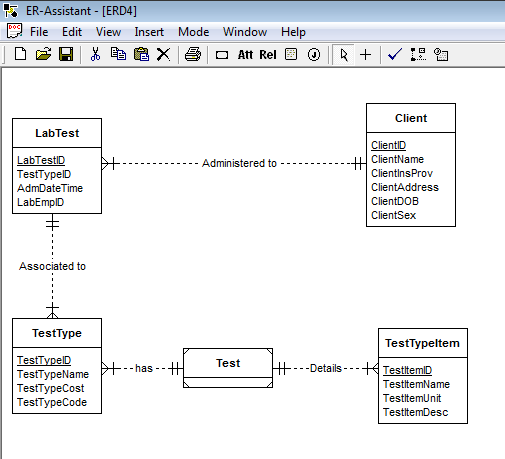 ER-Assistant - [ERD4]
File Edit View Insert Mode Window Help
Att Rel
LabTest
LabTestID
TestTypeID
AdmDateTime
LabEmpID
Administered to
Client
ClientID
ClientName
ClientInsProv
ClientAddress
ClientDOB
ClientSex
Associated to
TestType
TestTypeID
TestTypeName
TestTypeCost
TestTypeCode
has
Test
Details
TestTypeItem
TestItemID
TestItemName
TestItemUnit
TestItemDesc